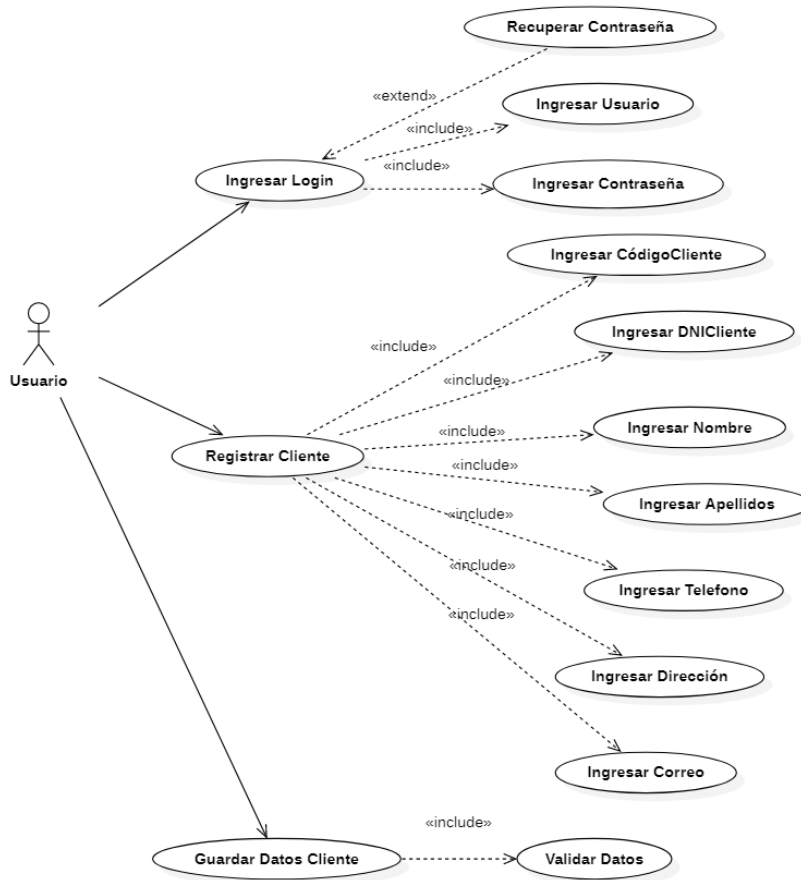 Recuperar Contraseña
«extend»
Ingresar Usuario
«include»
«include»
Ingresar Login
Ingresar Contraseña
Ingresar CódigoCliente
Ingresar DNICliente
«include»
Usuario
«include»
Ingresar Nombre
«include»
Registrar Cliente
«include»
Ingresar Apellidos
«include»
«include»
Ingresar Telefono
«include»
Ingresar Dirección
Ingresar Correo
«include»
Guardar Datos Cliente
Validar Datos